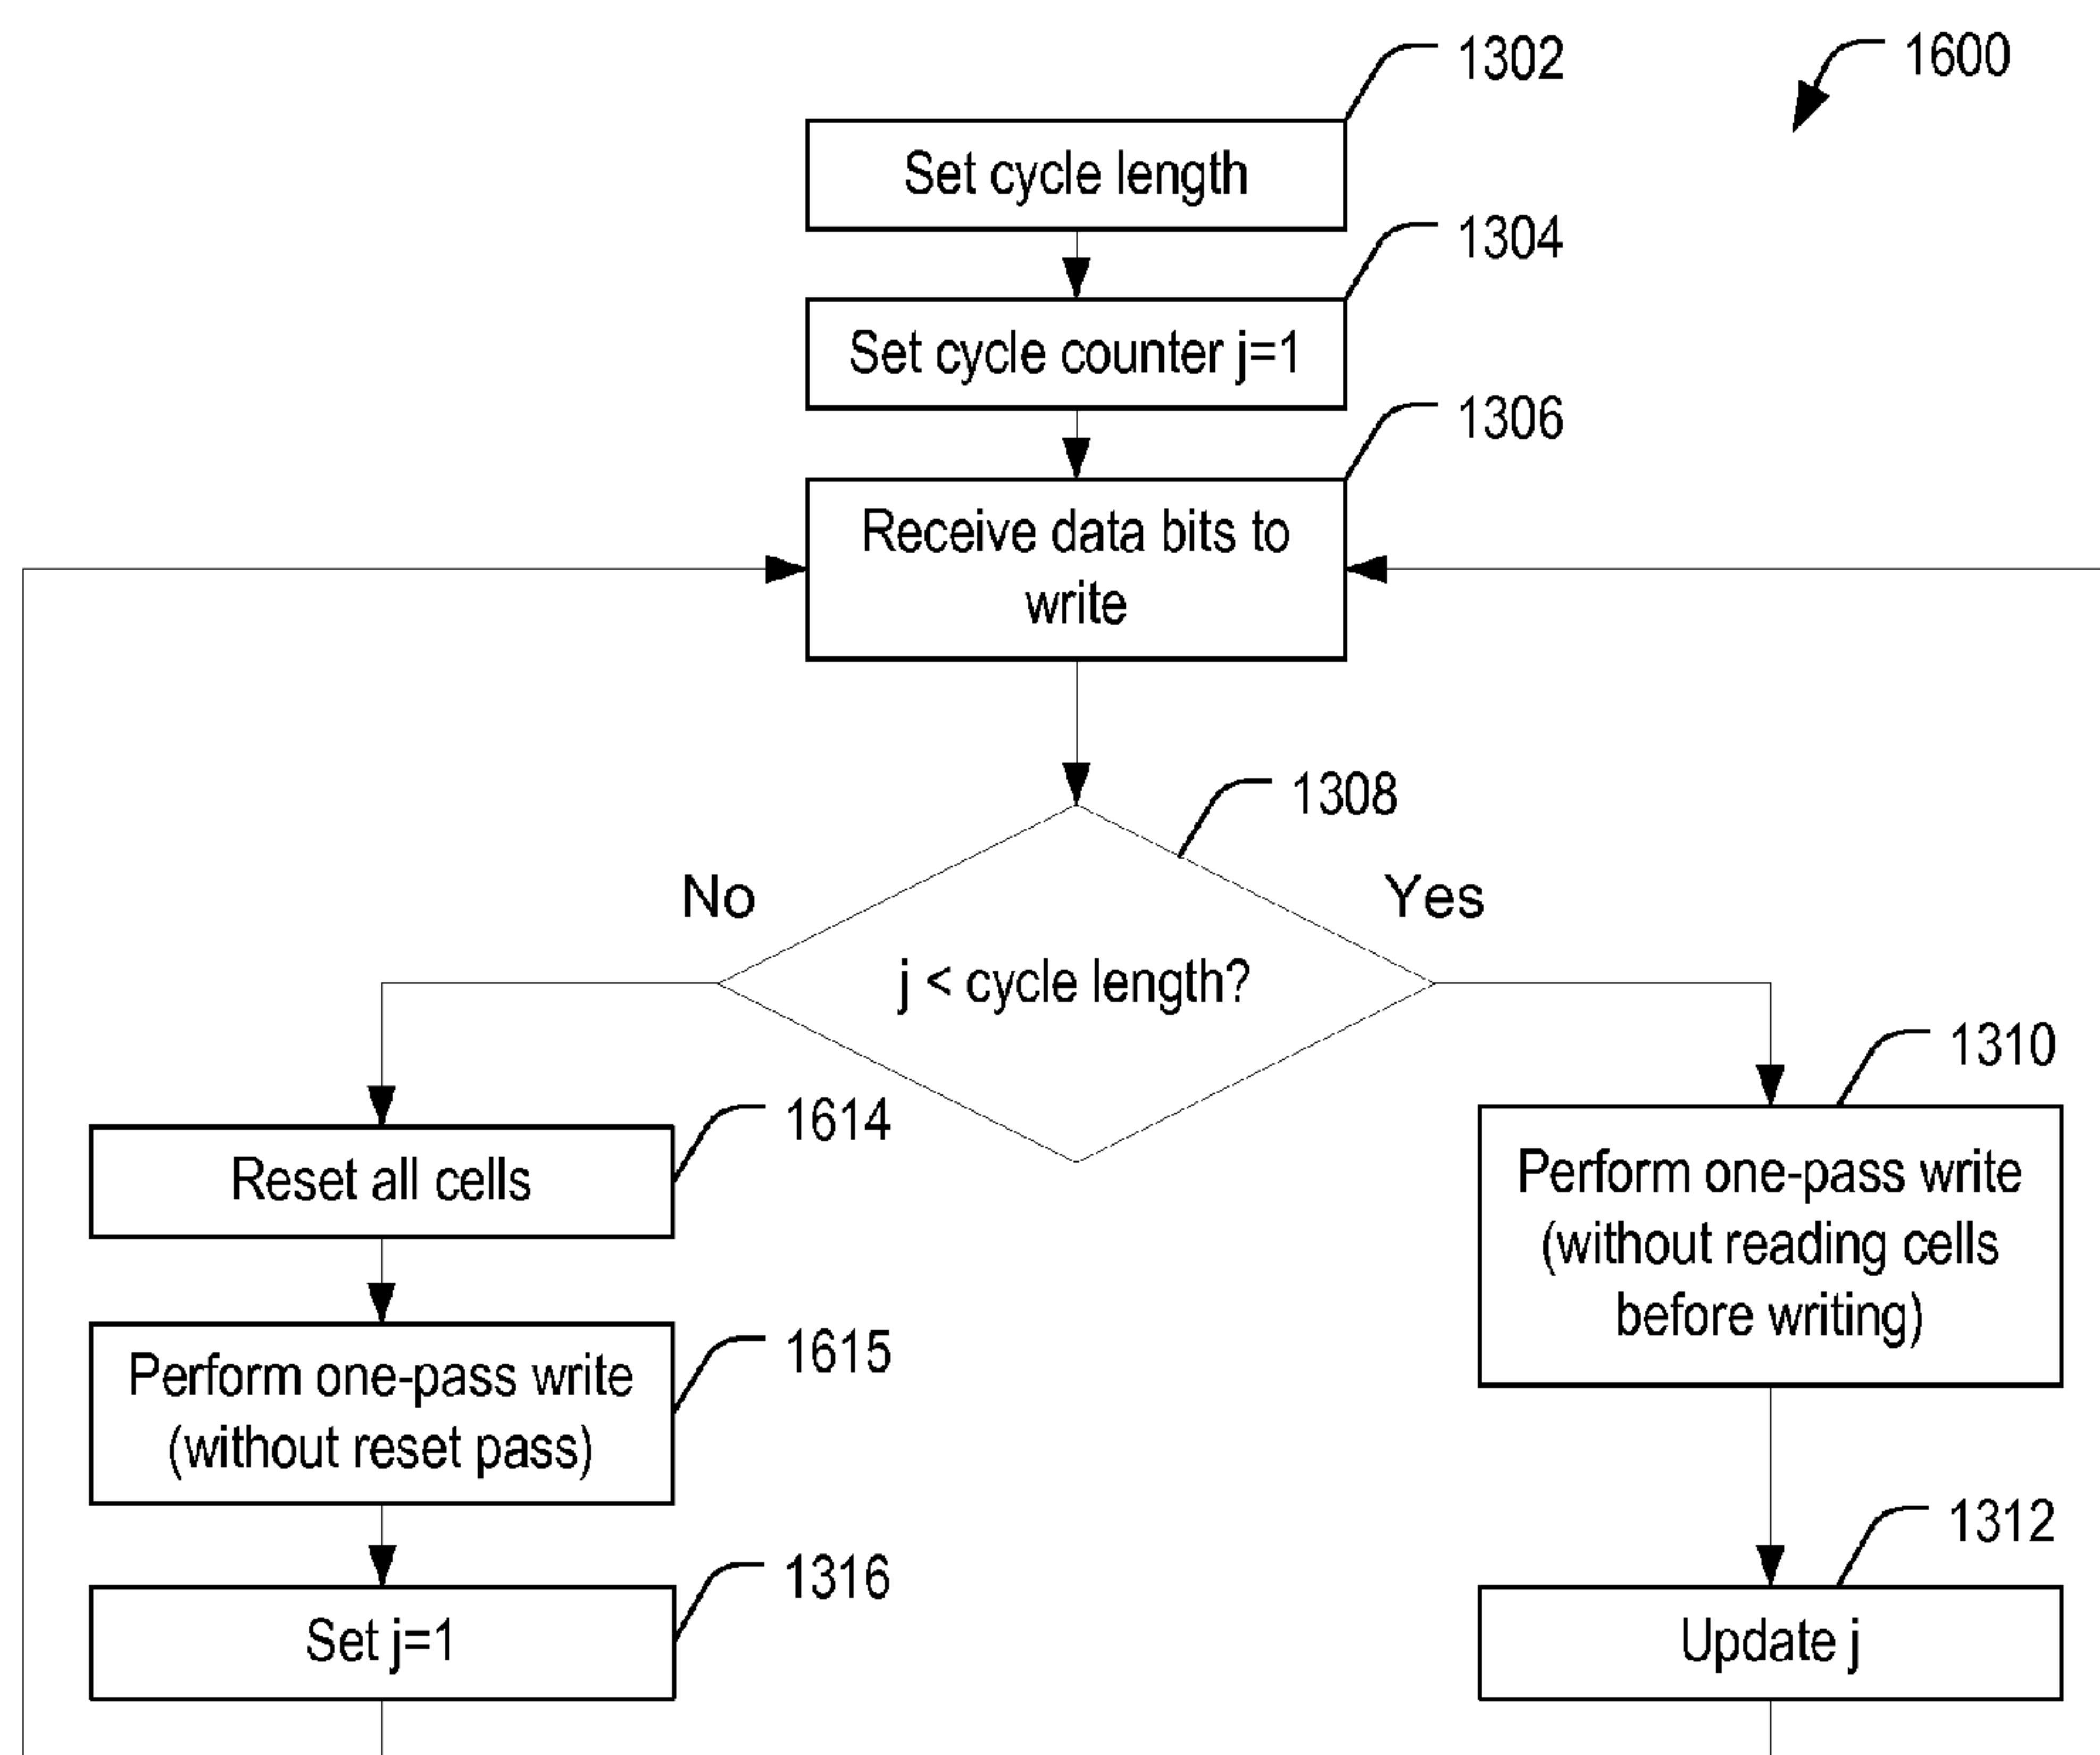 1302
1600
Set cycle length
1304
Set cycle counter j=1
1306
Receive data bits to
write
1308
No
Yes
j < cycle length?
1310
1614
Reset all cells
Perform one-pass write
(without reading cells
before writing)
1615
Perform one-pass write
(without reset pass)
1312
1316
Set j=1
Update j